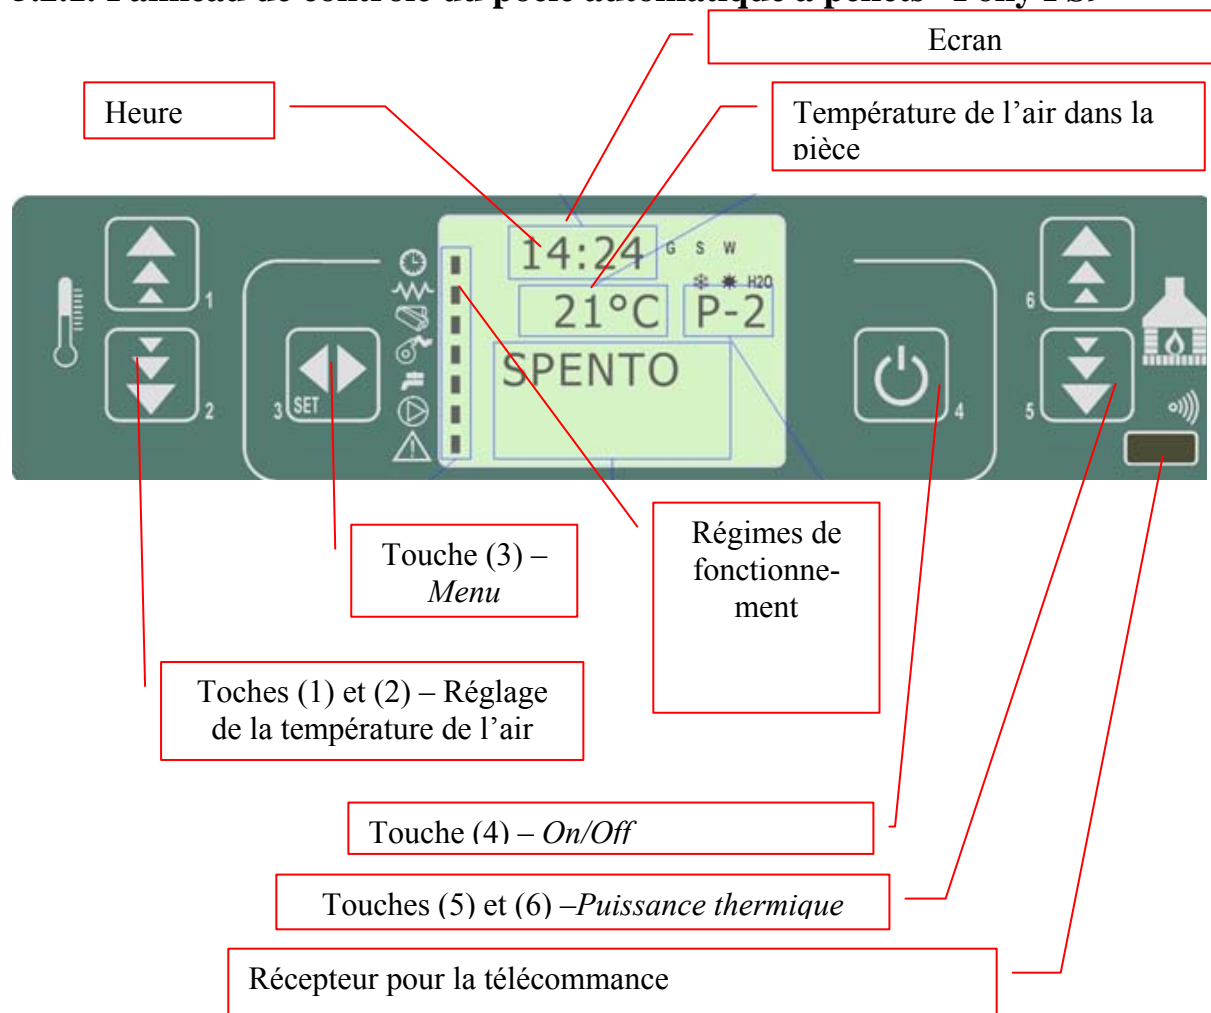 Ecran
Heure
Température de l’air dans la
pièce
14:24 G S W
H2O
21°C P-2
SPENTO
1
2
3 SET
4
6
5
Touche (3) –
Menu
Régimes de
fonctionne-
ment
Toches (1) et (2) – Réglage
de la température de l’air
Touche (4) – On/Off
Touches (5) et (6) –Puissance thermique
Récepteur pour la télécommance